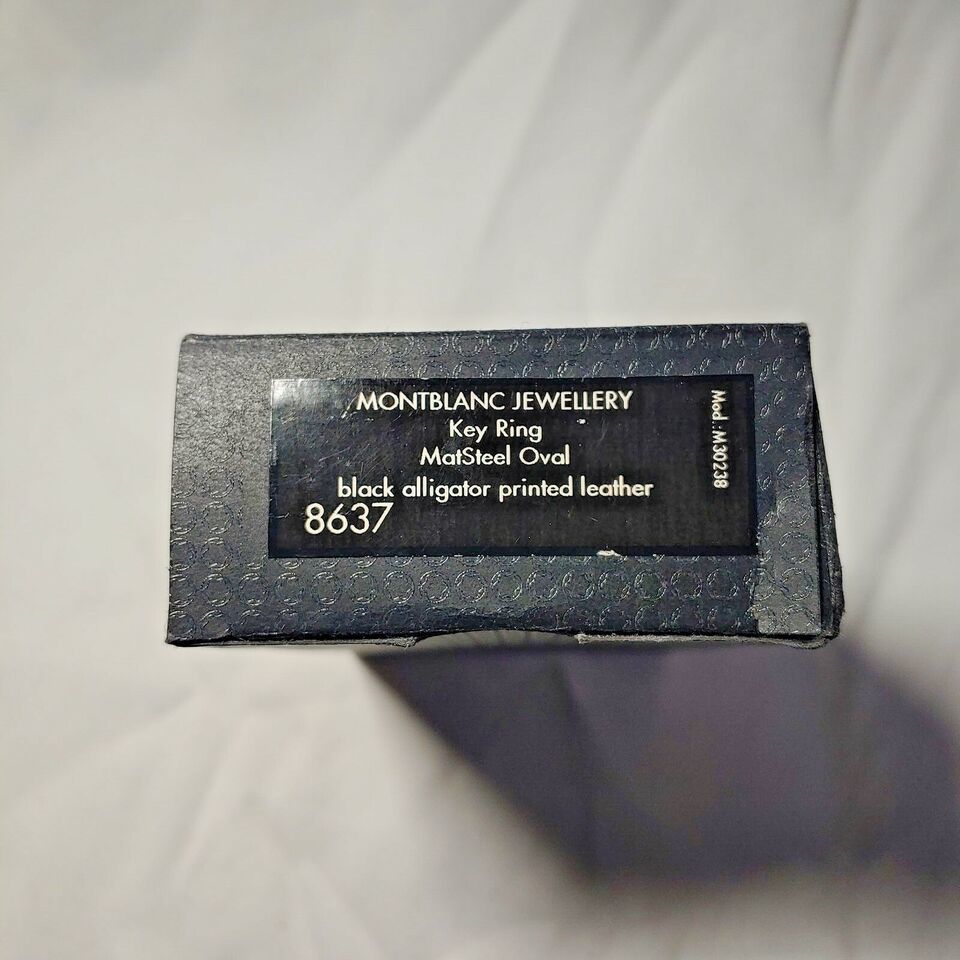 MONTBLANC JEWELLERY
Key Ring
MatSteel Oval
black alligator printed leather
8637
Mod.:M30238